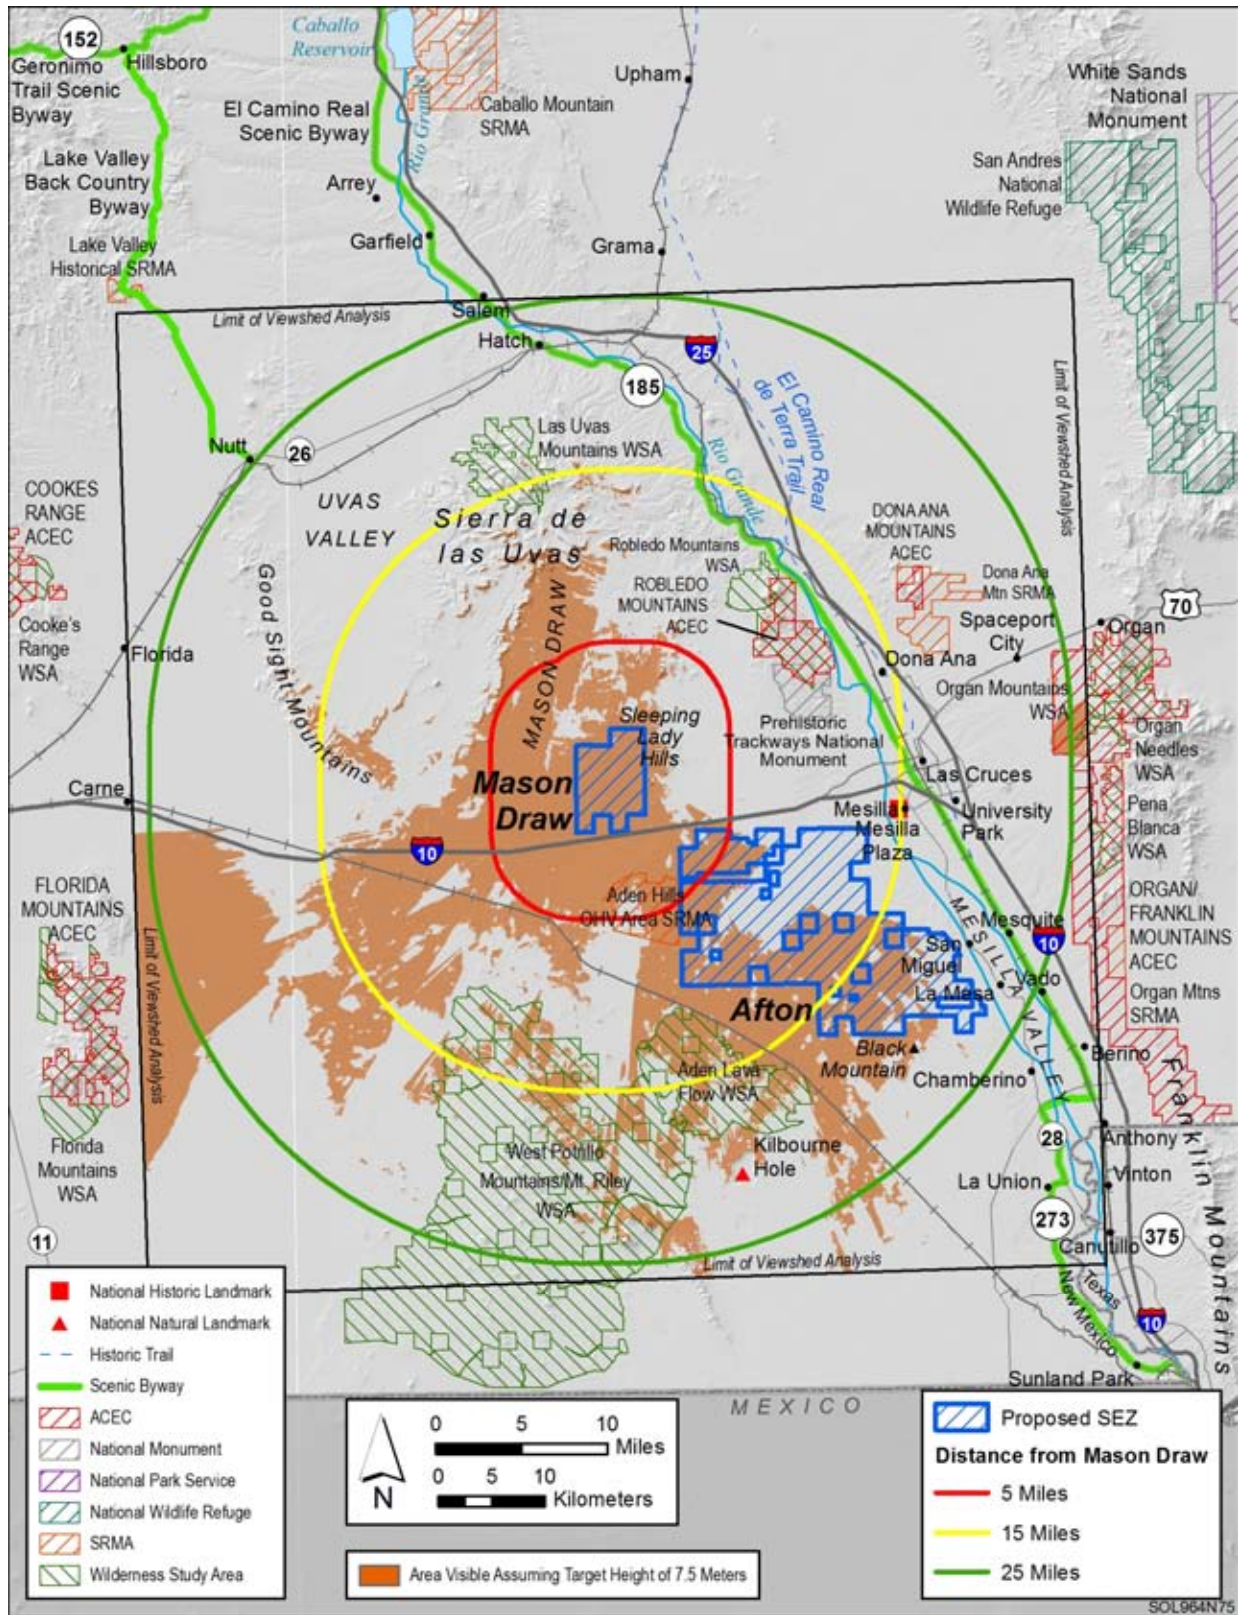 152
Hillsboro
Geronimo
Trail Scenic
Byway
Caballo
Reservoir
El Camino Real
Scenic Byway
Rio Grande
Caballo Mountain
SRMA
Upham
White Sands
National
Monument
San Andres
National
Wildlife Refuge
Lake Valley
Back Country
Byway
Lake Valley
Historical SRMA
Arrey
Garfield
Grama
Salem
Limit of Viewshed Analysis
Hatch
25
185
El Camino Real
de Terra Trail
Limit of Viewshed Analysis
Nutt
26
Las Uvas
Mountains WSA
Rio Grande
COOKES
RANGE
ACEC
UVAS
VALLEY
Sierra de
las Uvas
DONA ANA
MOUNTAINS
ACEC
Robledo Mountains
WSA
ROBLEDO
MOUNTAINS
ACEC
Dona Ana
Mtn SRMA
Spaceport
City
70
Organ
Cooke's
Range
WSA
Florida
Good Sight Mountains
MASON DRAW
Dona Ana
Organ Mountains
WSA
Sleeping
Lady
Hills
Prehistoric
Trackways National
Monument
Organ
Needles
WSA
Carne
Mason
Draw
Las Cruces
Mesilla
Mesilla
Plaza
University
Park
Pena
Blanca
WSA
10
FLORIDA
MOUNTAINS
ACEC
Aden Hills
OHV Area SRMA
MESILLA VALLEY
Mesquite
10
San
Miguel
ORGAN/
FRANKLIN
MOUNTAINS
ACEC
Limit of Viewshed Analysis
La Mesa
Vado
Organ Mtns
SRMA
Afton
Black
Mountain
Berino
Aden Lava
Flow WSA
Chamberino
Franklin Mountains
Florida
Mountains
WSA
West Potrillo
Mountains/Mt. Riley
WSA
Kilbourne
Hole
28
Anthony
La Union
Vinton
11
273
375
Canutillo
Limit of Viewshed Analysis
Texas
New Mexico
10
Sunland Park
MEXICO
National Historic Landmark
National Natural Landmark
Historic Trail
Scenic Byway
ACEC
National Monument
National Park Service
National Wildlife Refuge
SRMA
Wilderness Study Area
N
0 5 10
Miles
0 5 10
Kilometers
Area Visible Assuming Target Height of 7.5 Meters
Proposed SEZ
Distance from Mason Draw
5 Miles
15 Miles
25 Miles
SOL964N75